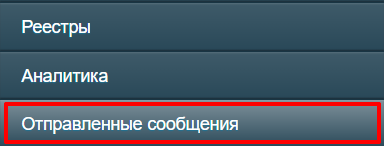 Реестры
Аналитика
Отправленные сообщения